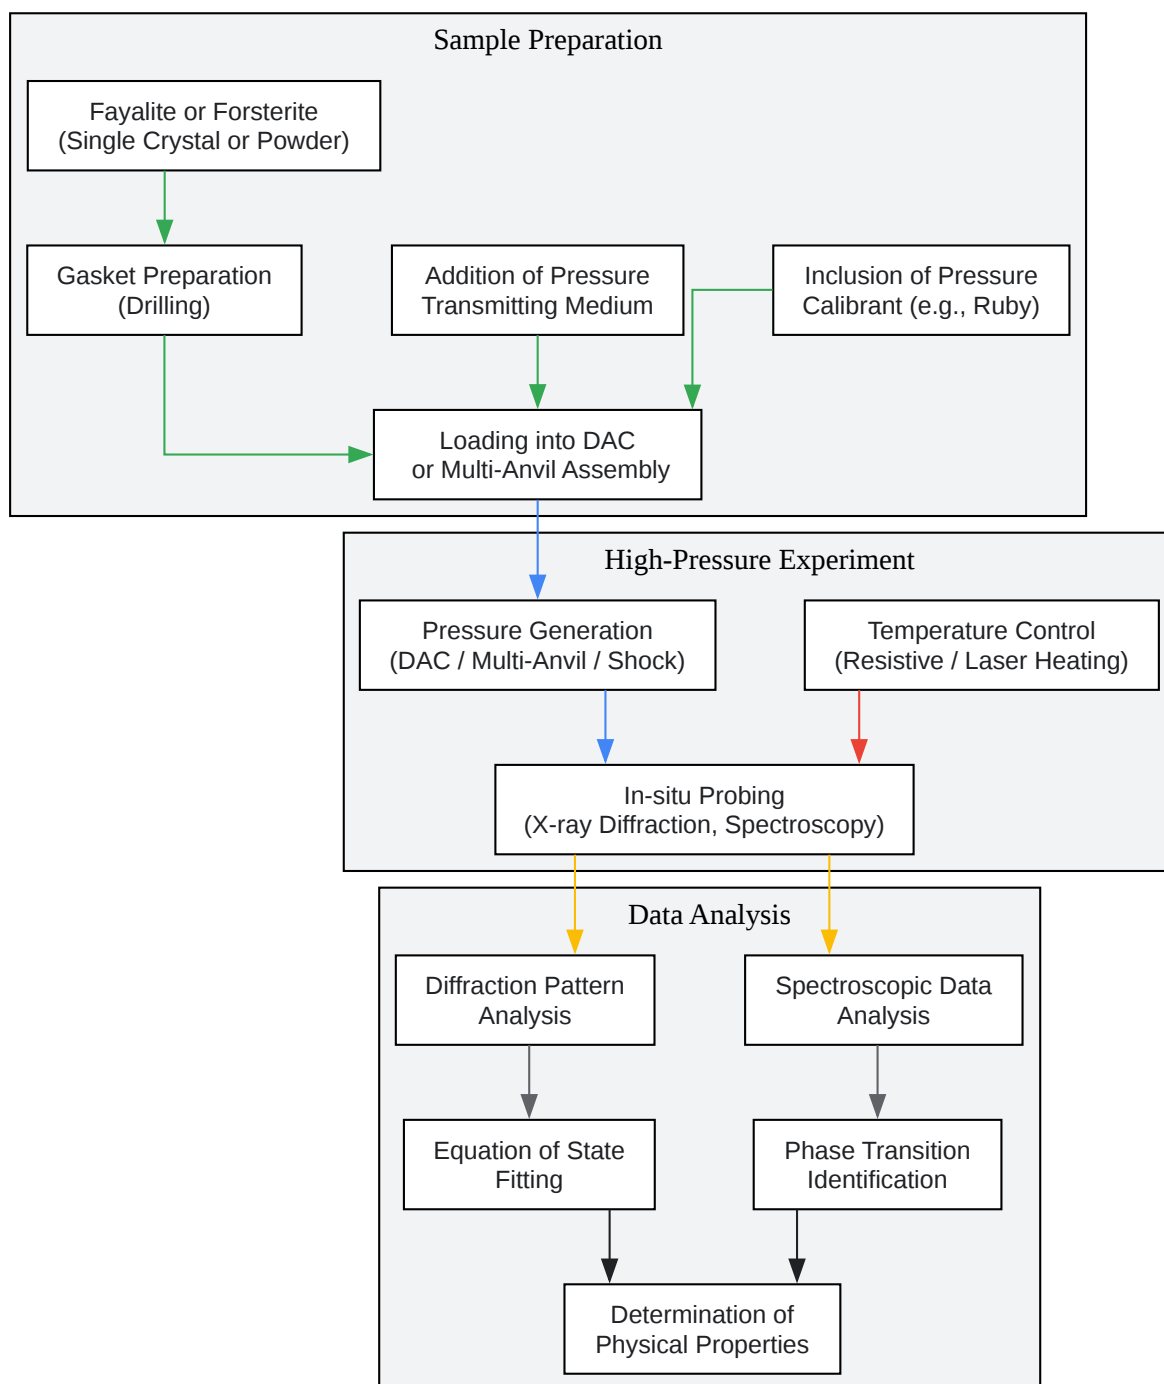 Sample Preparation
Fayalite or Forsterite
(Single Crystal or Powder)
Gasket Preparation
(Drilling)
Addition of Pressure
Transmitting Medium
Inclusion of Pressure
Calibrant (e.g., Ruby)
Loading into DAC
or Multi-Anvil Assembly
High-Pressure Experiment
Pressure Generation
(DAC / Multi-Anvil / Shock)
Temperature Control
(Resistive / Laser Heating)
In-situ Probing
(X-ray Diffraction, Spectroscopy)
Data Analysis
Diffraction Pattern
Analysis
Spectroscopic Data
Analysis
Equation of State
Fitting
Phase Transition
Identification
Determination of
Physical Properties